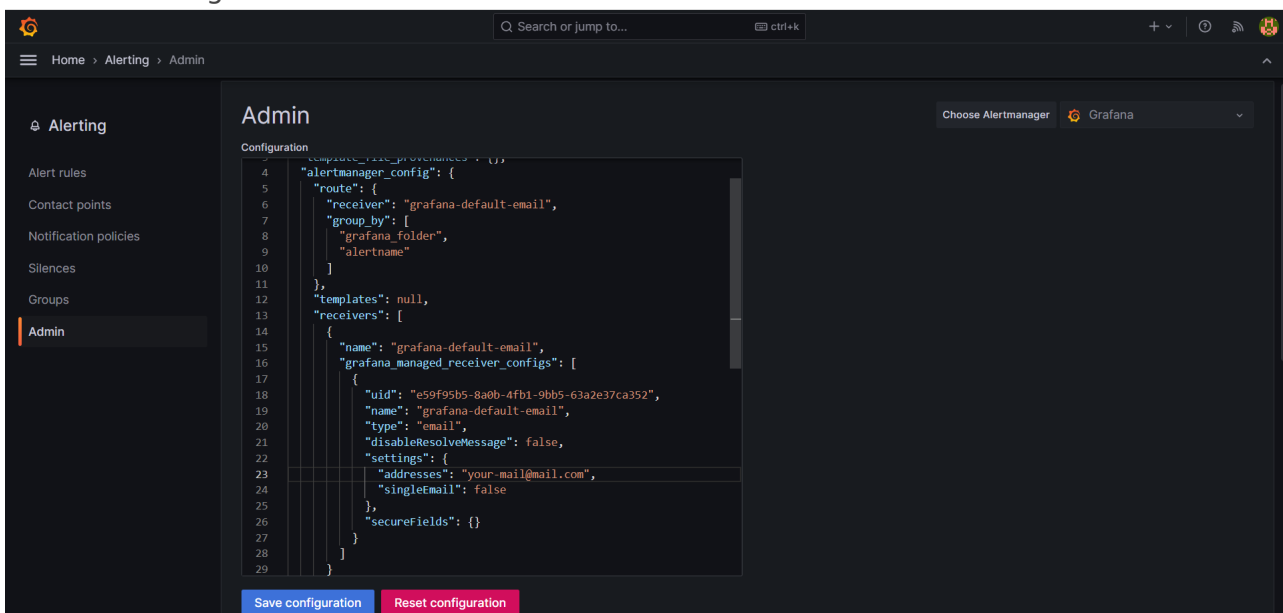 Search or jump to... ctrl+k
Home › Alerting › Admin
Alerting
Alert rules
Contact points
Notification policies
Silences
Groups
Admin
Admin
Choose Alertmanager Grafana
Configuration
3 "template_file_provenances": {},
4 "alertmanager_config": {
5 "route": {
6 "receiver": "grafana-default-email",
7 "group_by": [
8 "grafana_folder",
9 "alertname"
10 ]
11 },
12 "templates": null,
13 "receivers": [
14 {
15 "name": "grafana-default-email",
16 "grafana_managed_receiver_configs": [
17 {
18 "uid": "e59f95b5-8a0b-4fb1-9bb5-63a2e37ca352",
19 "name": "grafana-default-email",
20 "type": "email",
21 "disableResolveMessage": false,
22 "settings": {
23 "addresses": "your-mail@mail.com",
24 "singleEmail": false
25 },
26 "secureFields": {}
27 }
28 ]
29 }
Save configuration Reset configuration